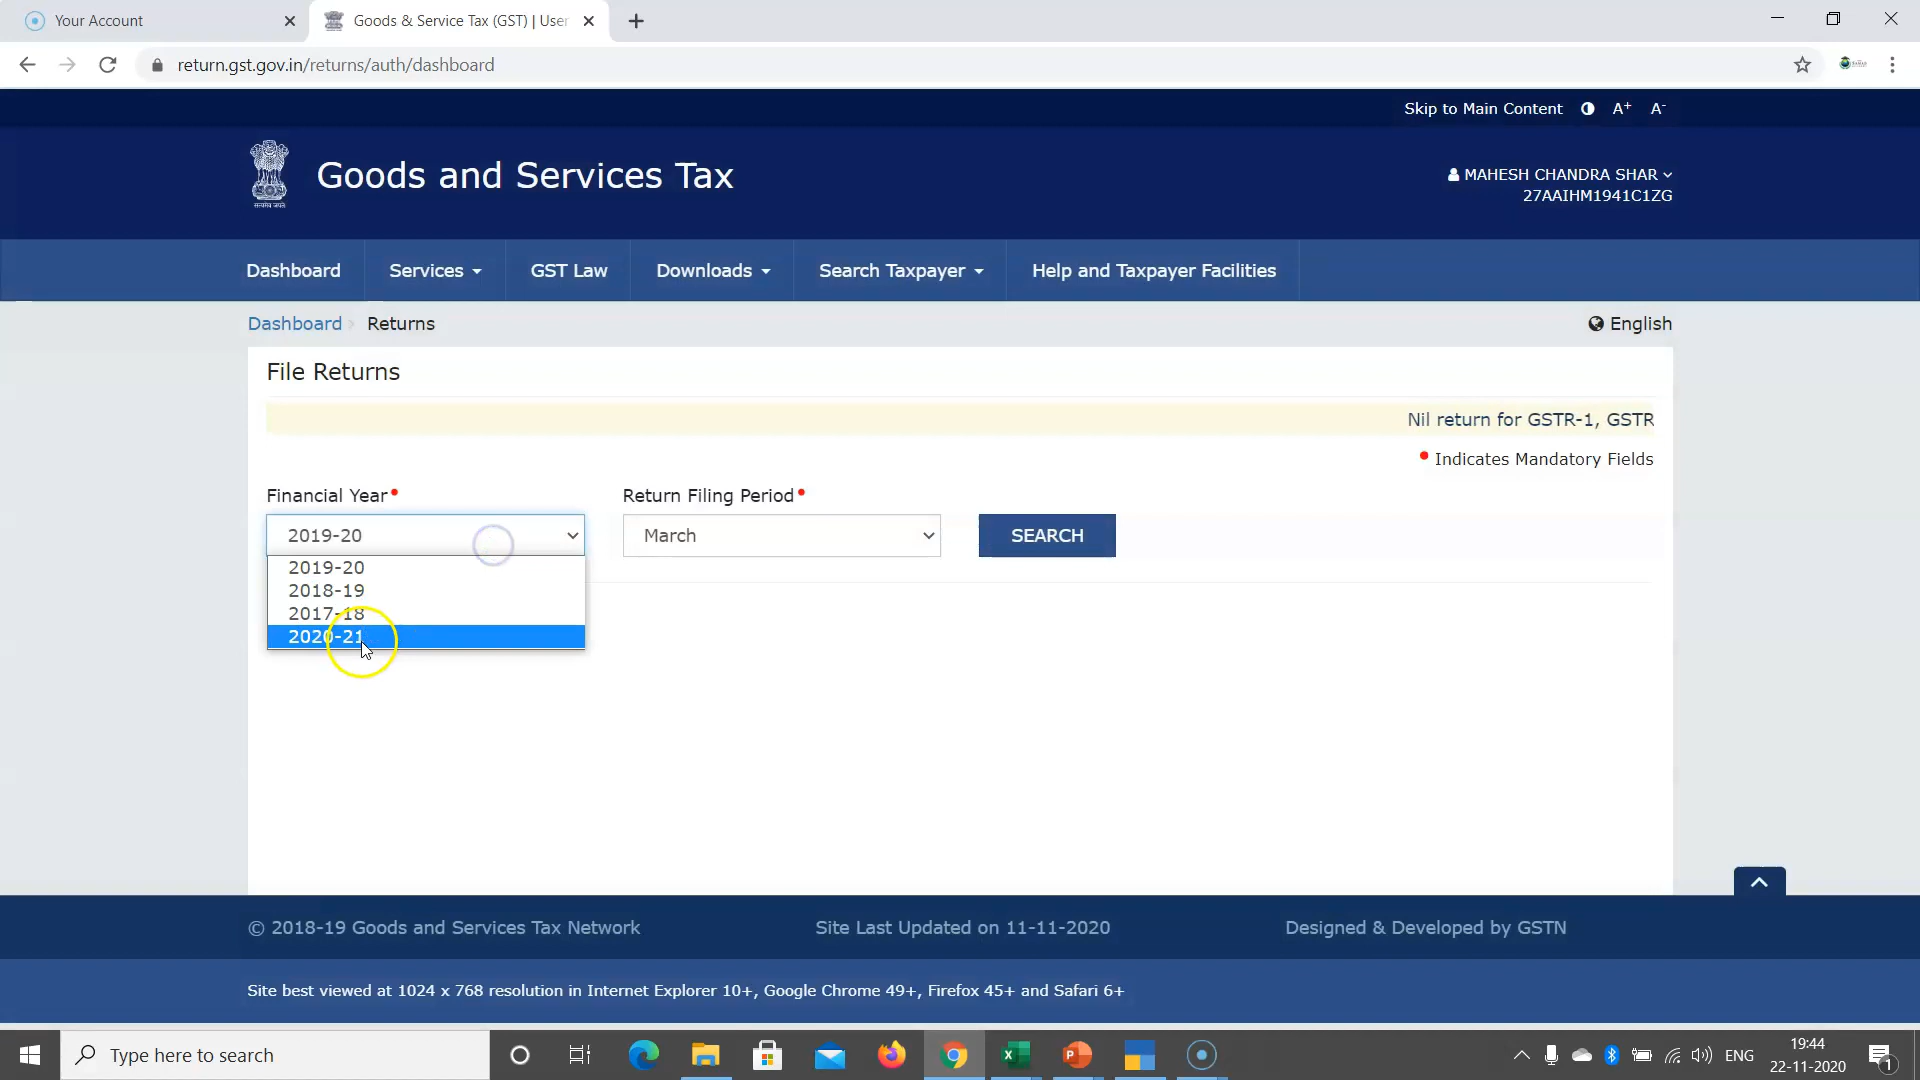 Your Account
Goods & Service Tax (GST) | User
return.gst.gov.in/returns/auth/dashboard
Skip to Main Content A+ A-
सत्यमेव जयते
Goods and Services Tax
MAHESH CHANDRA SHAR
27AAIHM1941C1ZG
Dashboard Services GST Law Downloads Search Taxpayer Help and Taxpayer Facilities
Dashboard Returns English
File Returns
Nil return for GSTR-1, GSTR
• Indicates Mandatory Fields
Financial Year• Return Filing Period•
2019-20 March SEARCH
2019-20
2018-19
2017-18
2020-21
© 2018-19 Goods and Services Tax Network Site Last Updated on 11-11-2020 Designed & Developed by GSTN
Site best viewed at 1024 x 768 resolution in Internet Explorer 10+, Google Chrome 49+, Firefox 45+ and Safari 6+
Type here to search
ENG
19:44
22-11-2020
1